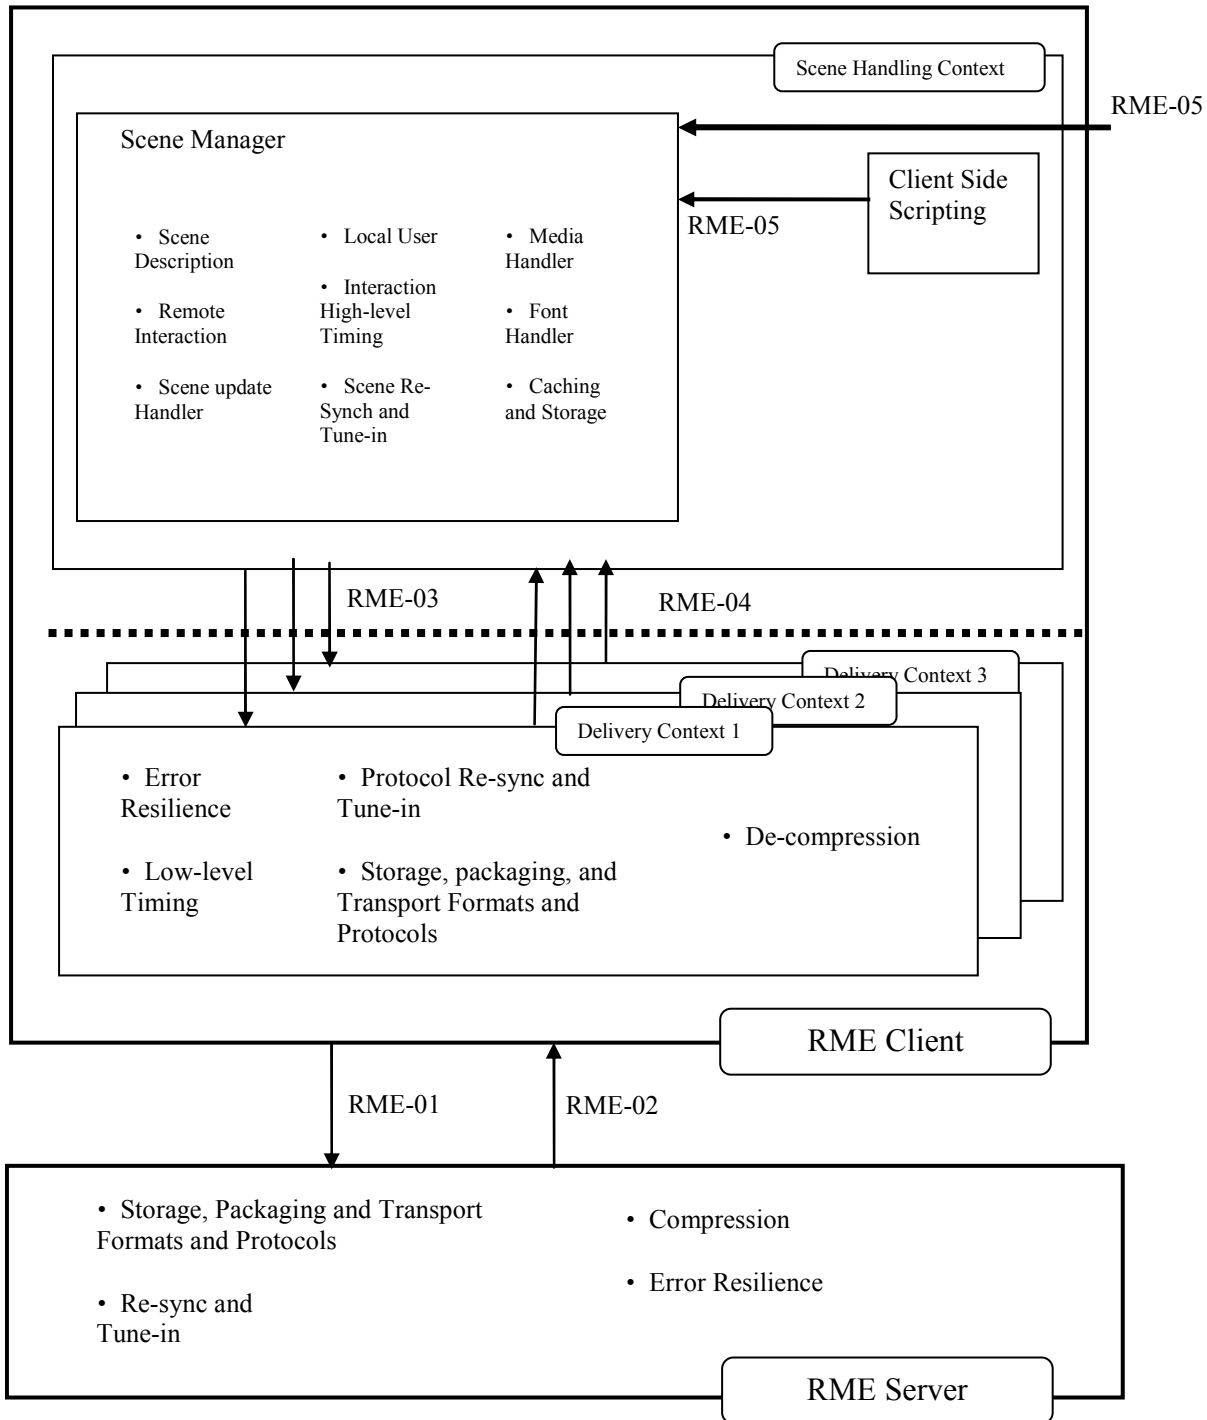 Scene Handling Context
RME-05
Scene Manager
Client Side
Scripting
RME-05
• Scene
Description
• Remote
Interaction
• Scene update
Handler
• Local User
• Interaction
High-level
Timing
• Scene Re-
Synch and
Tune-in
• Media
Handler
• Font
Handler
• Caching
and Storage
RME-03
RME-04
Delivery Context 3
Delivery Context 2
Delivery Context 1
• Error
Resilience
• Low-level
Timing
• Protocol Re-sync and
Tune-in
• Storage, packaging, and
Transport Formats and
Protocols
• De-compression
RME Client
RME-01
RME-02
• Storage, Packaging and Transport
Formats and Protocols
• Re-sync and
Tune-in
• Compression
• Error Resilience
RME Server